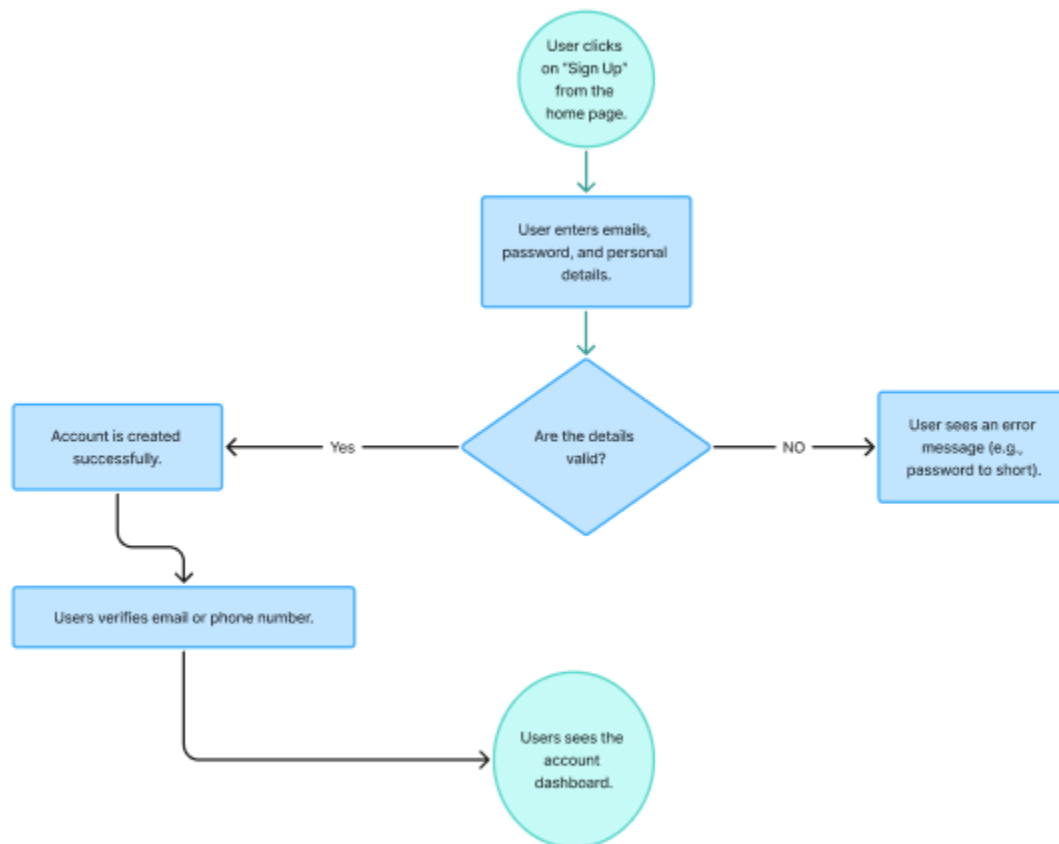 User clicks
on "Sign Up"
from the
home page.
User enters emails,
password, and personal
details.
Are the details
valid?
Yes
NO
Account is created
successfully.
User sees an error
message (e.g.,
password to short).
Users verifies email or phone number.
Users sees the
account
dashboard.